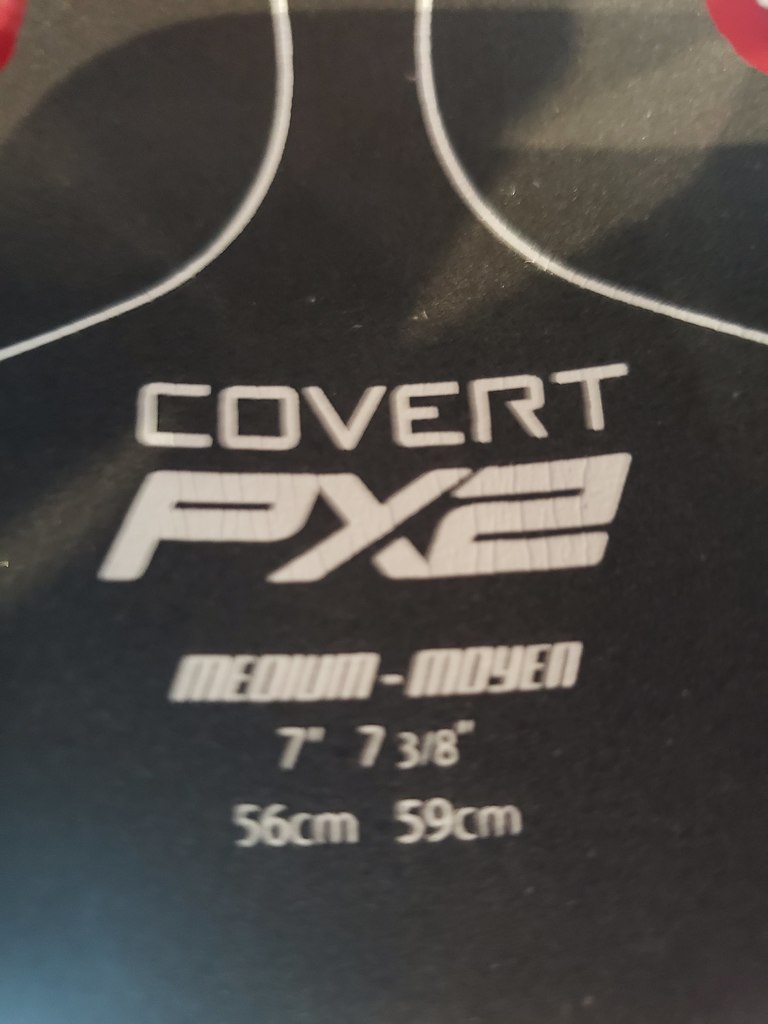 COVERT
PX2
MEDIUM - MOYEN
7" 7 3/8"
56cm 59cm